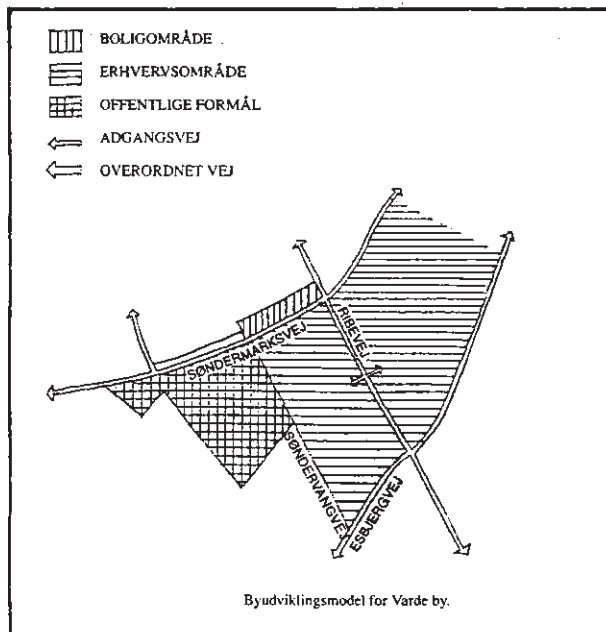 BOLIGOMRÅDE
ERHVERVSOMRÅDE
OFFENTLIGE FORMÅL
ADGANGSVEJ
OVERORDNET VEJ
RIBEVEJ
SØNDERMARKSVEJ
SØNDERVANGVEJ
ESBJERGVEJ
Byudviklingsmodel for Varde by.